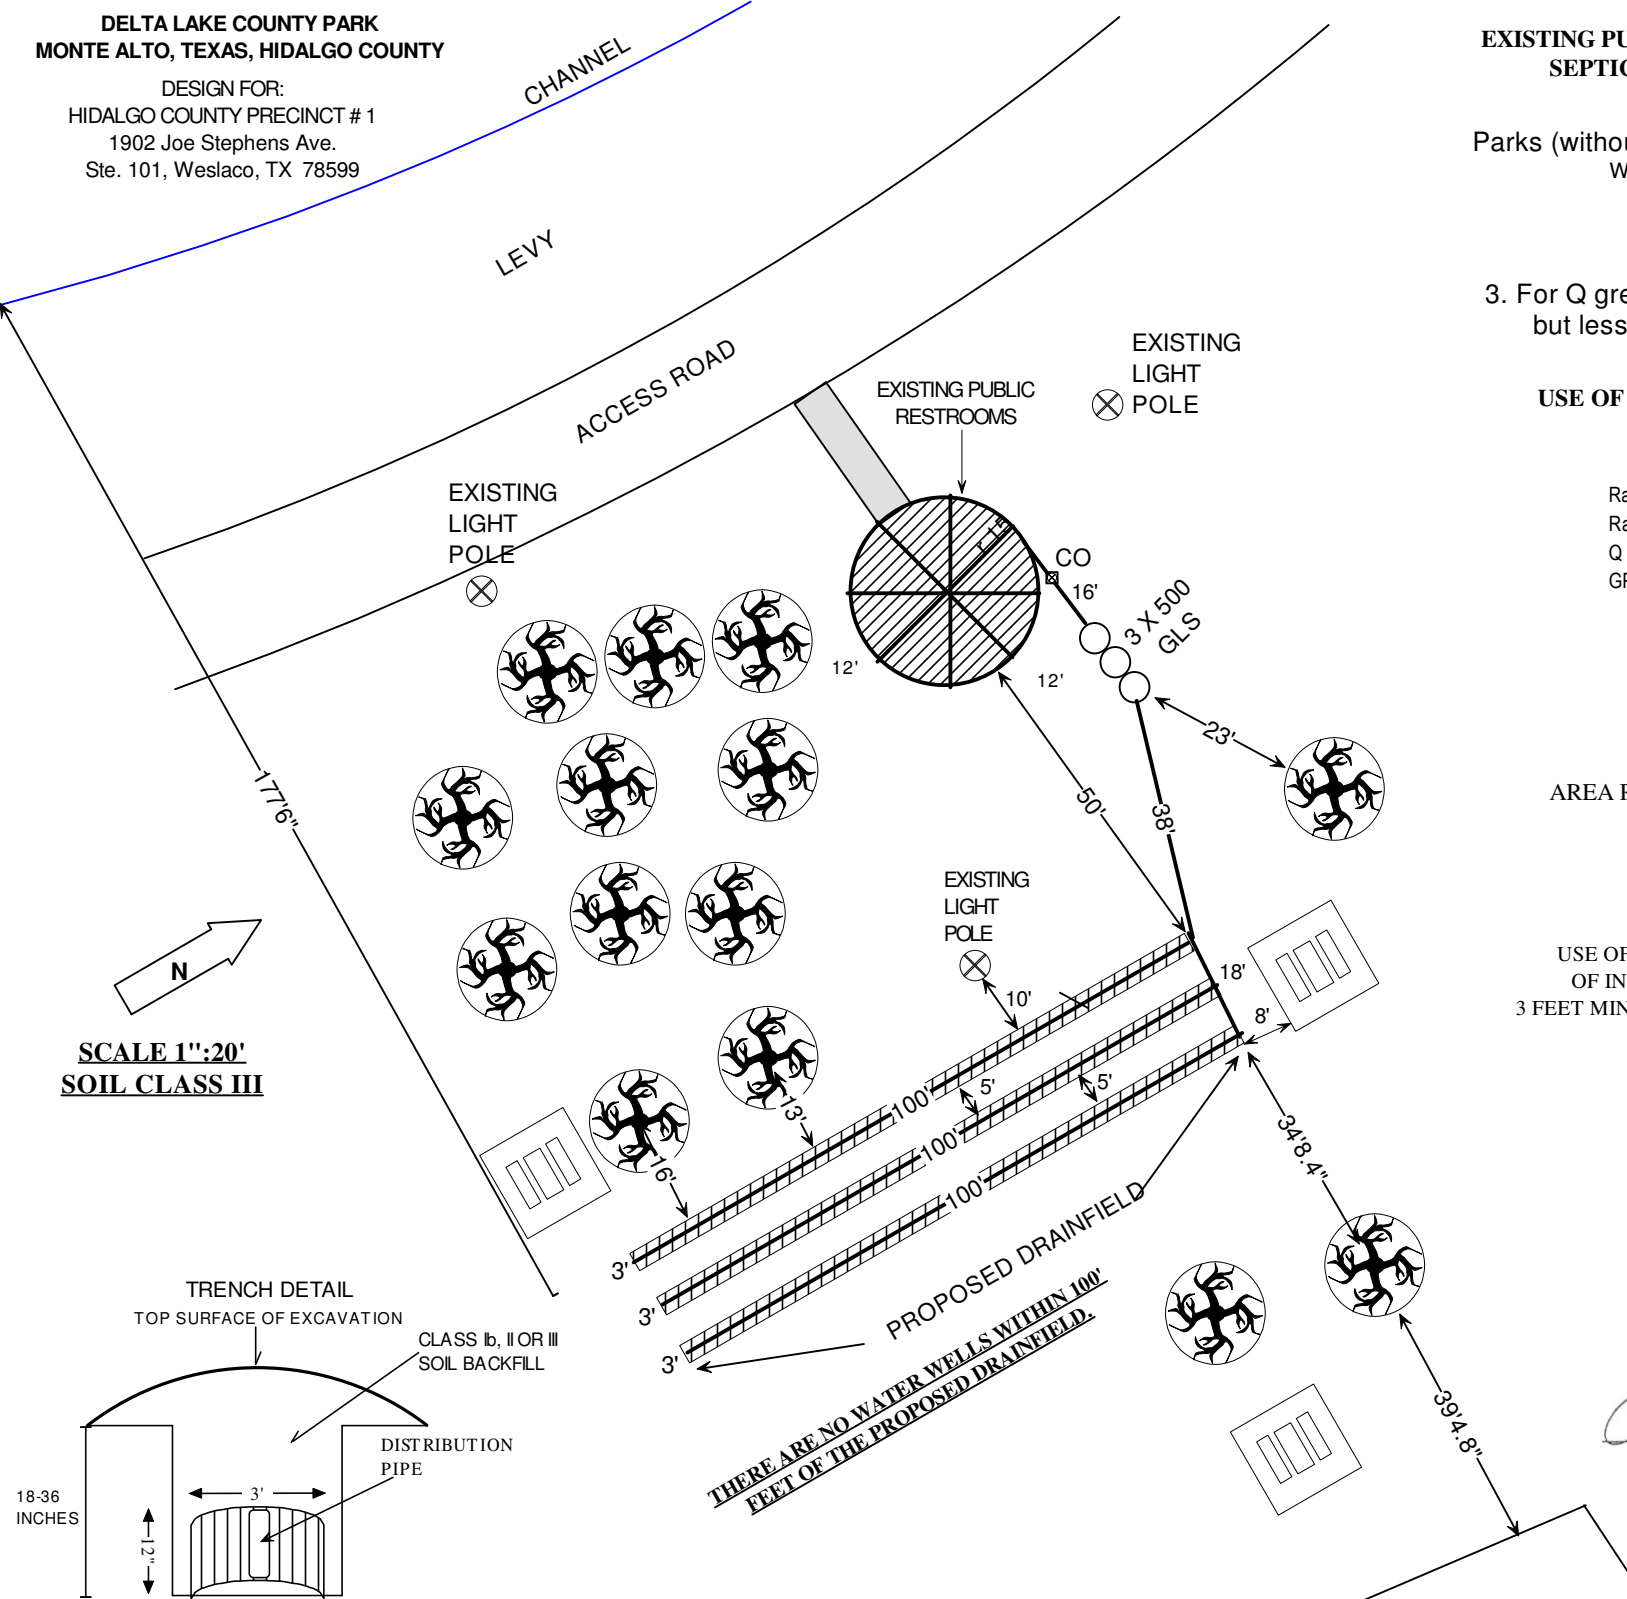 DELTA LAKE COUNTY PARK
MONTE ALTO, TEXAS, HIDALGO COUNTY
DESIGN FOR:
HIDALGO COUNTY PRECINCT # 1
1902 Joe Stephens Ave.
Ste. 101, Weslaco, TX 78599
CHANNEL
LEVY
ACCESS ROAD
EXISTING
LIGHT
POLE
EXISTING PUBLIC
RESTROOMS
EXISTING
LIGHT
POLE
r 15'
CO
16'
3 X 500
GLS
12'
12'
23'
50'
38'
177'6"
EXISTING
LIGHT
POLE
10'
18'
8'
N
SCALE 1":20'
SOIL CLASS III
13'
16'
100'
100'
100'
5'
5'
3'
3'
3'
34'8.4"
39'4.8"
PROPOSED DRAINFIELD
THERE ARE NO WATER WELLS WITHIN 100'
FEET OF THE PROPOSED DRAINFIELD.
TRENCH DETAIL
TOP SURFACE OF EXCAVATION
CLASS Ib, II OR III
SOIL BACKFILL
DISTRIBUTION
PIPE
18-36
INCHES
3'
12"
EXISTING PU
SEPTIC
Parks (withou
W
3. For Q gre
but less
USE OF
Ra
Ra
Q
GF
AREA R
USE OF
OF IN
3 FEET MIN